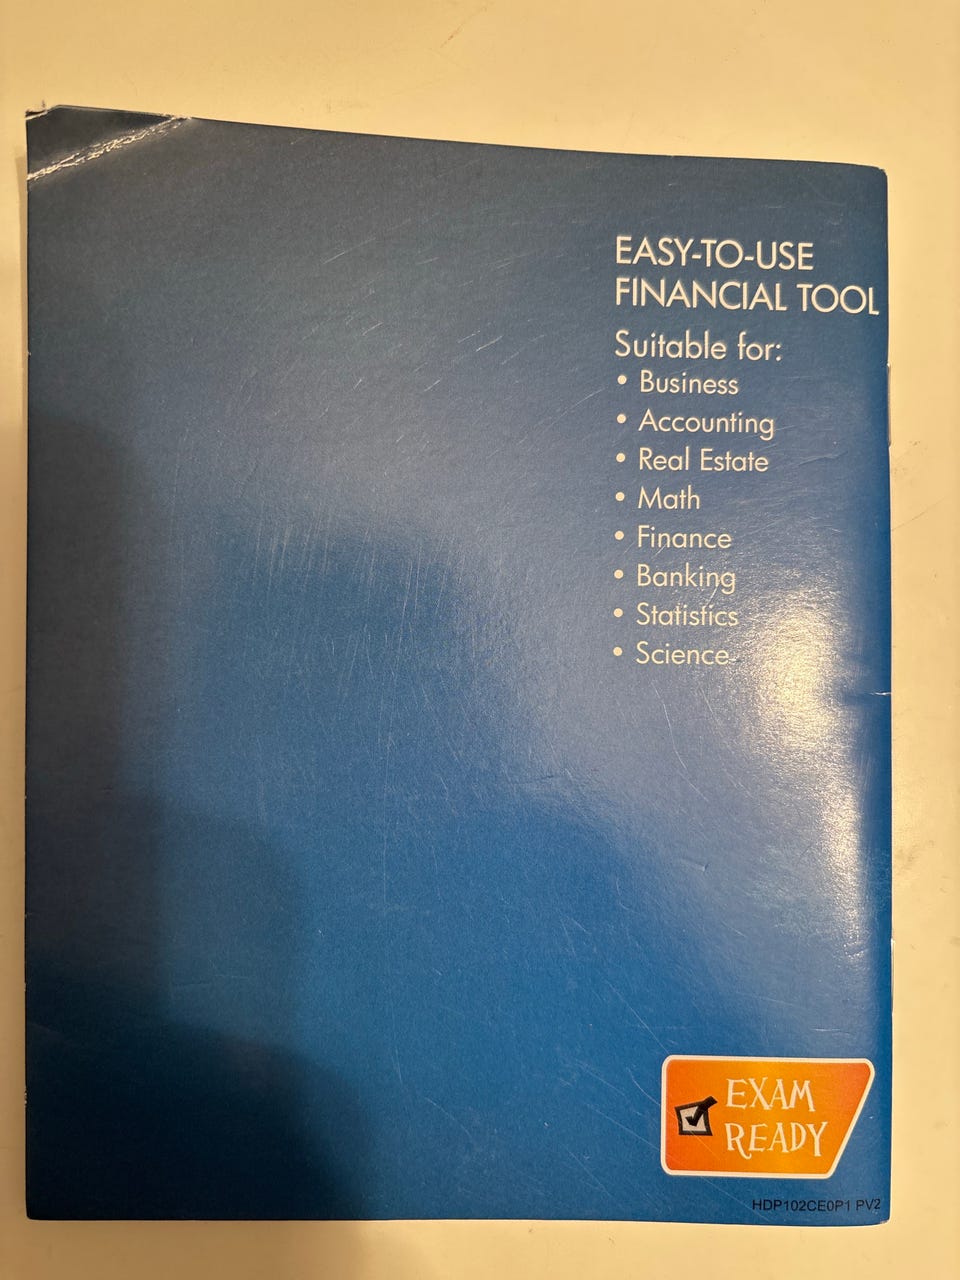 EASY-TO-USE
FINANCIAL TOOL
Suitable for:
• Business
• Accounting
• Real Estate
• Math
• Finance
• Banking
• Statistics
• Science
EXAM
READY
HDP102CE0P1 PV2